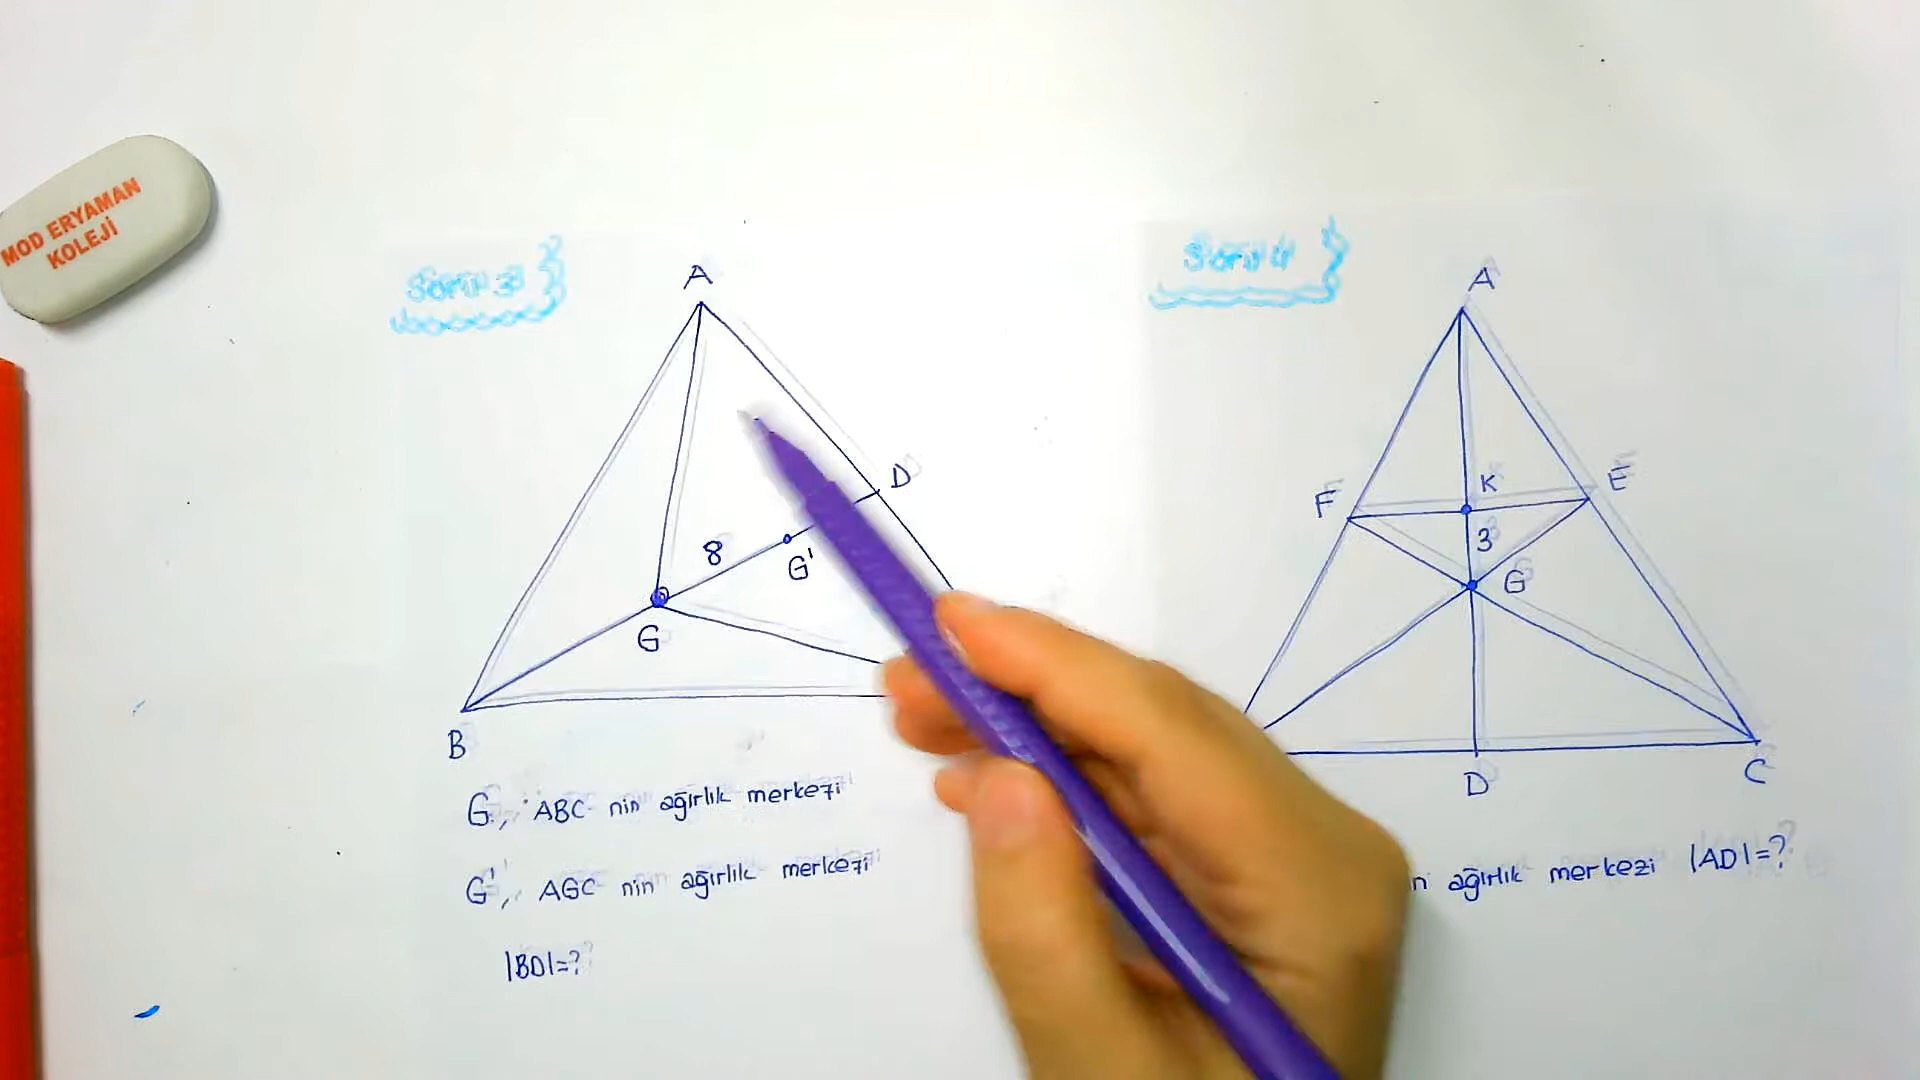 MOD ERYAMAN
KOLEJİ
Soru 3
A
D
8
G'
G
B
G, ABC nin ağırlık merkezi
G', AGC nin ağırlık merkezi
|BD|=?
Soru 4
A
F
K
E
3
G
D
C
ağırlık merkezi |AD|=?